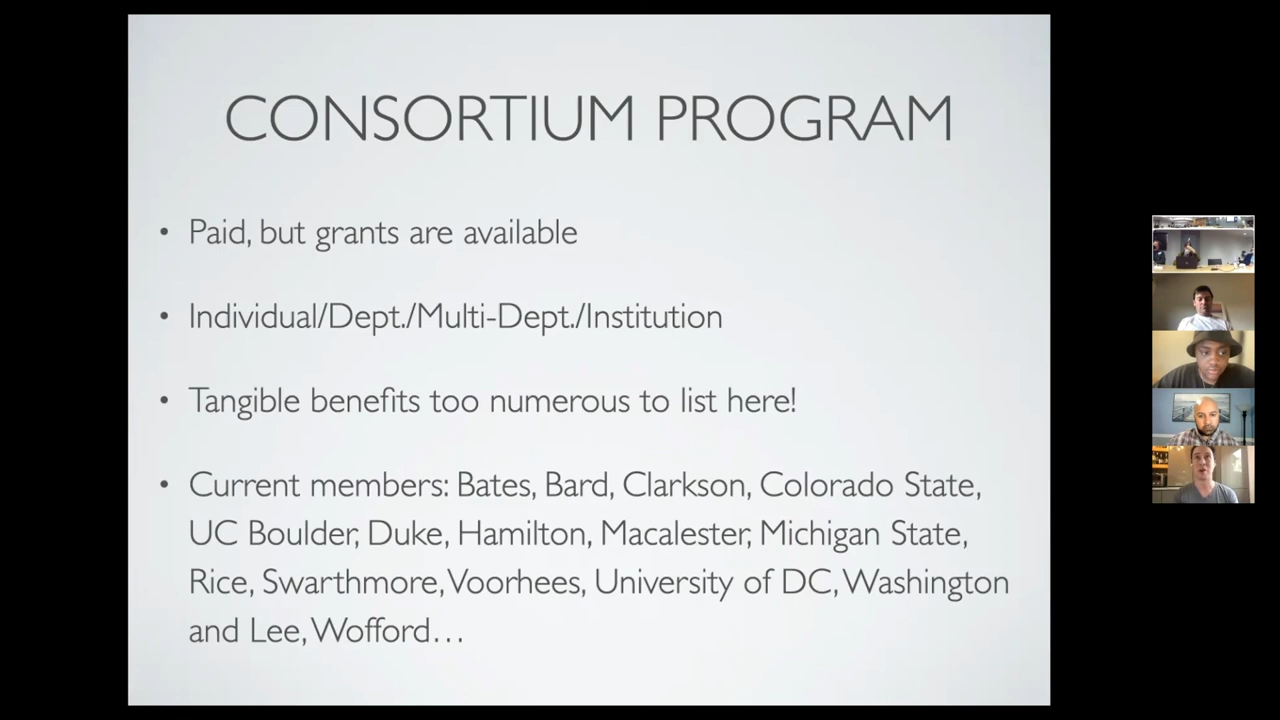 CONSORTIUM PROGRAM
• Paid, but grants are available
• Individual/Dept./Multi-Dept./Institution
• Tangible benefits too numerous to list here!
• Current members: Bates, Bard, Clarkson, Colorado State,
UC Boulder, Duke, Hamilton, Macalester, Michigan State,
Rice, Swarthmore, Voorhees, University of DC, Washington
and Lee, Wofford…